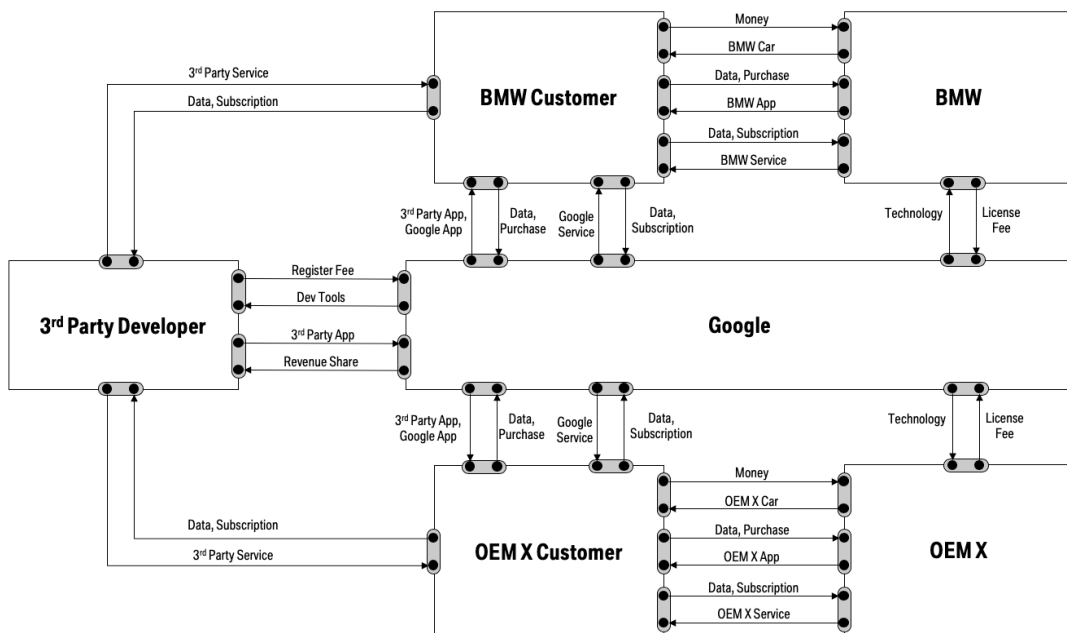 Money
BMW Car
3rd Party Service
Data, Purchase
BMW Customer
BMW
Data, Subscription
BMW App
Data, Subscription
BMW Service
3rd Party App,
Google App
Data,
Purchase
Google
Service
Data,
Subscription
Technology
License
Fee
Register Fee
Dev Tools
3rd Party Developer
Google
3rd Party App
Revenue Share
3rd Party App,
Google App
Data,
Purchase
Google
Service
Data,
Subscription
Technology
License
Fee
Money
OEM X Car
Data, Subscription
Data, Purchase
3rd Party Service
OEM X Customer
OEM X App
OEM X
Data, Subscription
OEM X Service